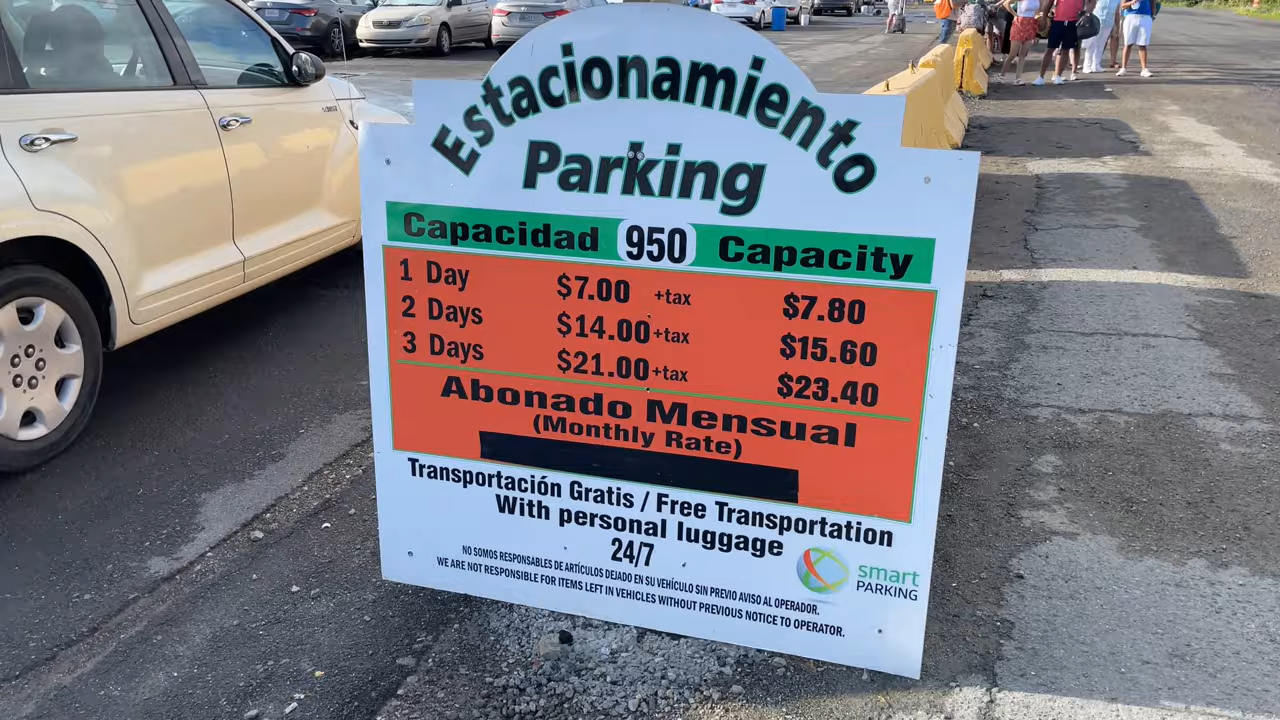 Estacionamiento
Parking
Capacidad 950 Capacity
1 Day $7.00 +tax $7.80
2 Days $14.00 +tax $15.60
3 Days $21.00 +tax $23.40
Abonado Mensual
(Monthly Rate)
Transportación Gratis / Free Transportation
With personal luggage
24/7
NO SOMOS RESPONSABLES DE ARTÍCULOS DEJADO EN SU VEHÍCULO SIN PREVIO AVISO AL OPERADOR.
WE ARE NOT RESPONSIBLE FOR ITEMS LEFT IN VEHICLES WITHOUT PREVIOUS NOTICE TO OPERATOR.
smart
PARKING